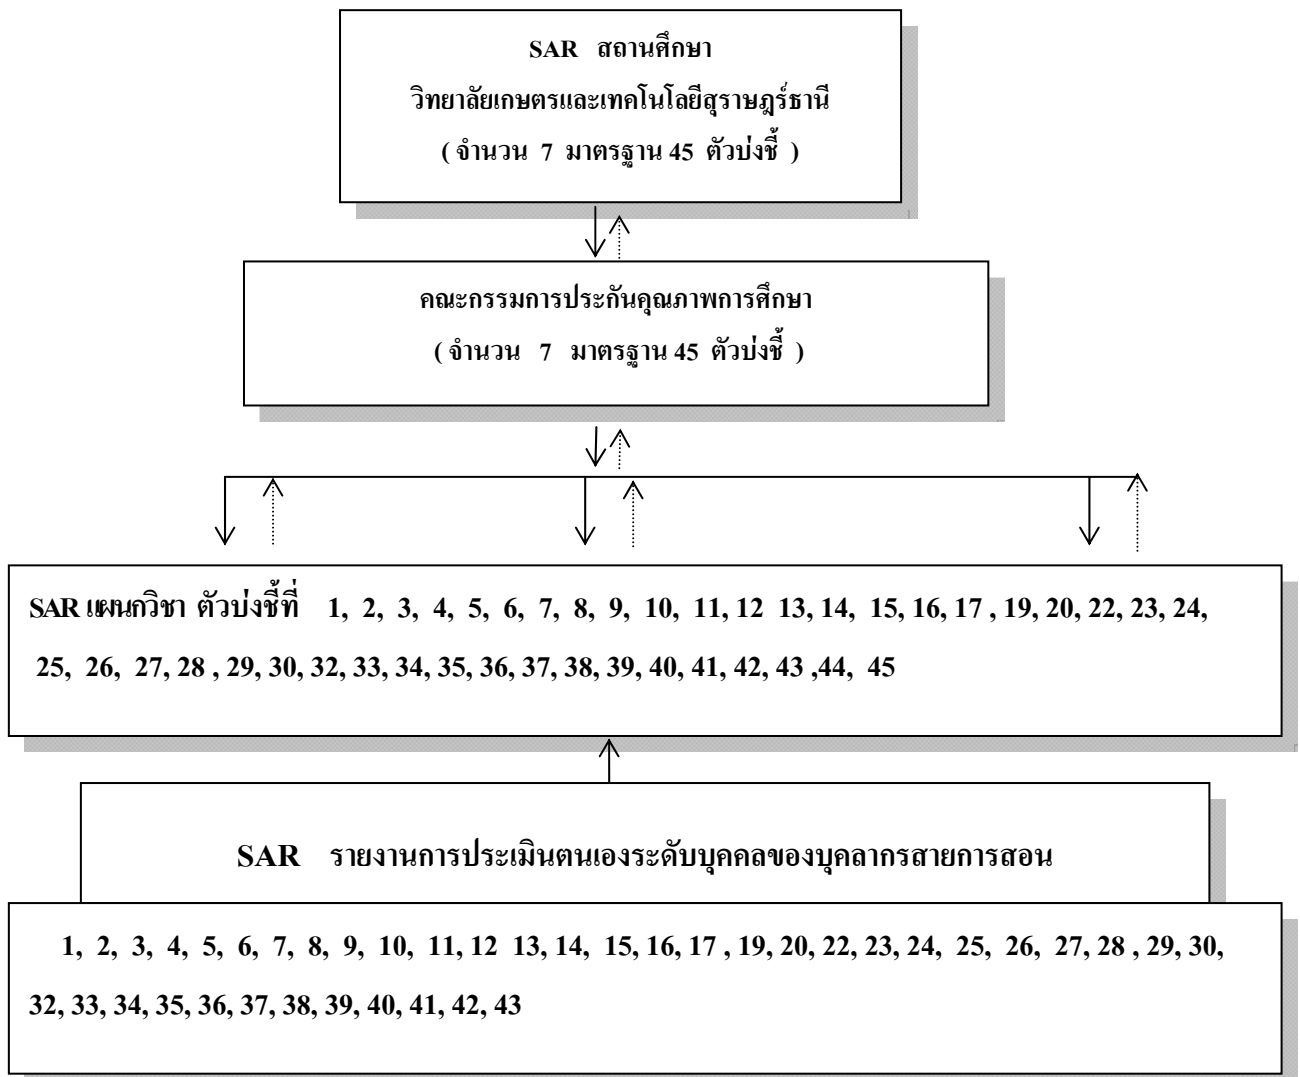 SAR สถานศึกษา
วิทยาลัยเกษตรและเทคโนโลยีสุราษฎร์ธานี
( จำนวน 7 มาตรฐาน 45 ตัวบ่งชี้ )
คณะกรรมการประกันคุณภาพการศึกษา
( จำนวน 7 มาตรฐาน 45 ตัวบ่งชี้ )
SAR แผนกวิชา ตัวบ่งชี้ที่ 1, 2, 3, 4, 5, 6, 7, 8, 9, 10, 11, 12 13, 14, 15, 16, 17 , 19, 20, 22, 23, 24,
25, 26, 27, 28 , 29, 30, 32, 33, 34, 35, 36, 37, 38, 39, 40, 41, 42, 43 ,44, 45
SAR รายงานการประเมินตนเองระดับบุคคลของบุคลากรสายการสอน
1, 2, 3, 4, 5, 6, 7, 8, 9, 10, 11, 12 13, 14, 15, 16, 17 , 19, 20, 22, 23, 24, 25, 26, 27, 28 , 29, 30,
32, 33, 34, 35, 36, 37, 38, 39, 40, 41, 42, 43